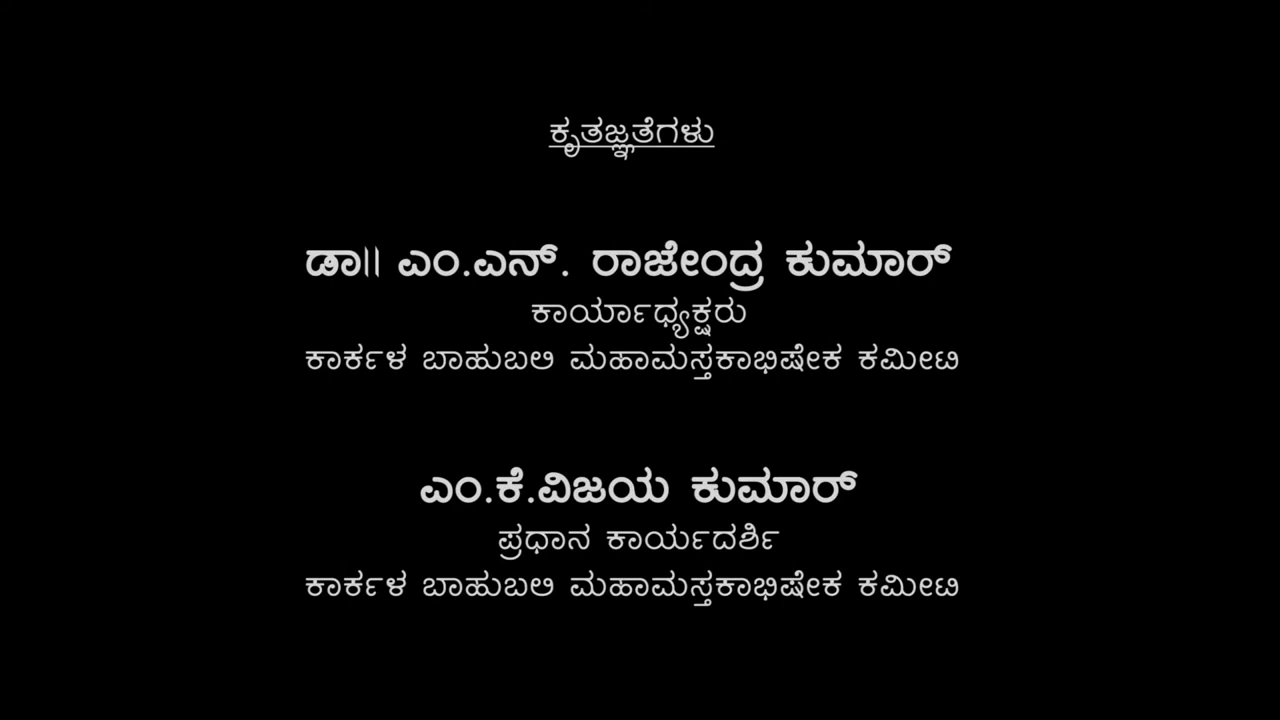 ಕೃತಜ್ಞತೆಗಳು
ಡಾ|| ಎಂ.ಎನ್. ರಾಜೇಂದ್ರ ಕುಮಾರ್
ಕಾರ್ಯಾಧ್ಯಕ್ಷರು
ಕಾರ್ಕಳ ಬಾಹುಬಲಿ ಮಹಾಮಸ್ತಕಾಭಿಷೇಕ ಕಮೀಟಿ
ಎಂ.ಕೆ.ವಿಜಯ ಕುಮಾರ್
ಪ್ರಧಾನ ಕಾರ್ಯದರ್ಶಿ
ಕಾರ್ಕಳ ಬಾಹುಬಲಿ ಮಹಾಮಸ್ತಕಾಭಿಷೇಕ ಕಮೀಟಿ